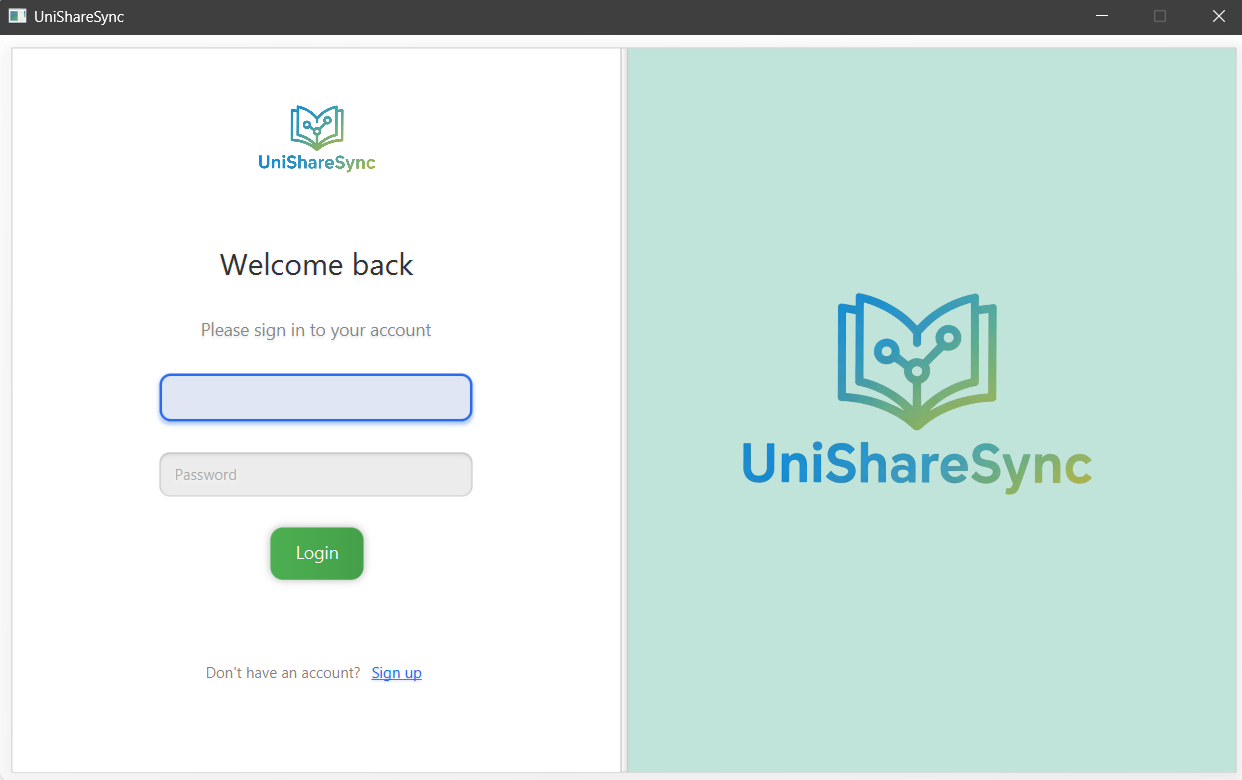 UniShareSync
UniShareSync
Welcome back
Please sign in to your account
Password
Login
Don't have an account? Sign up
UniShareSync